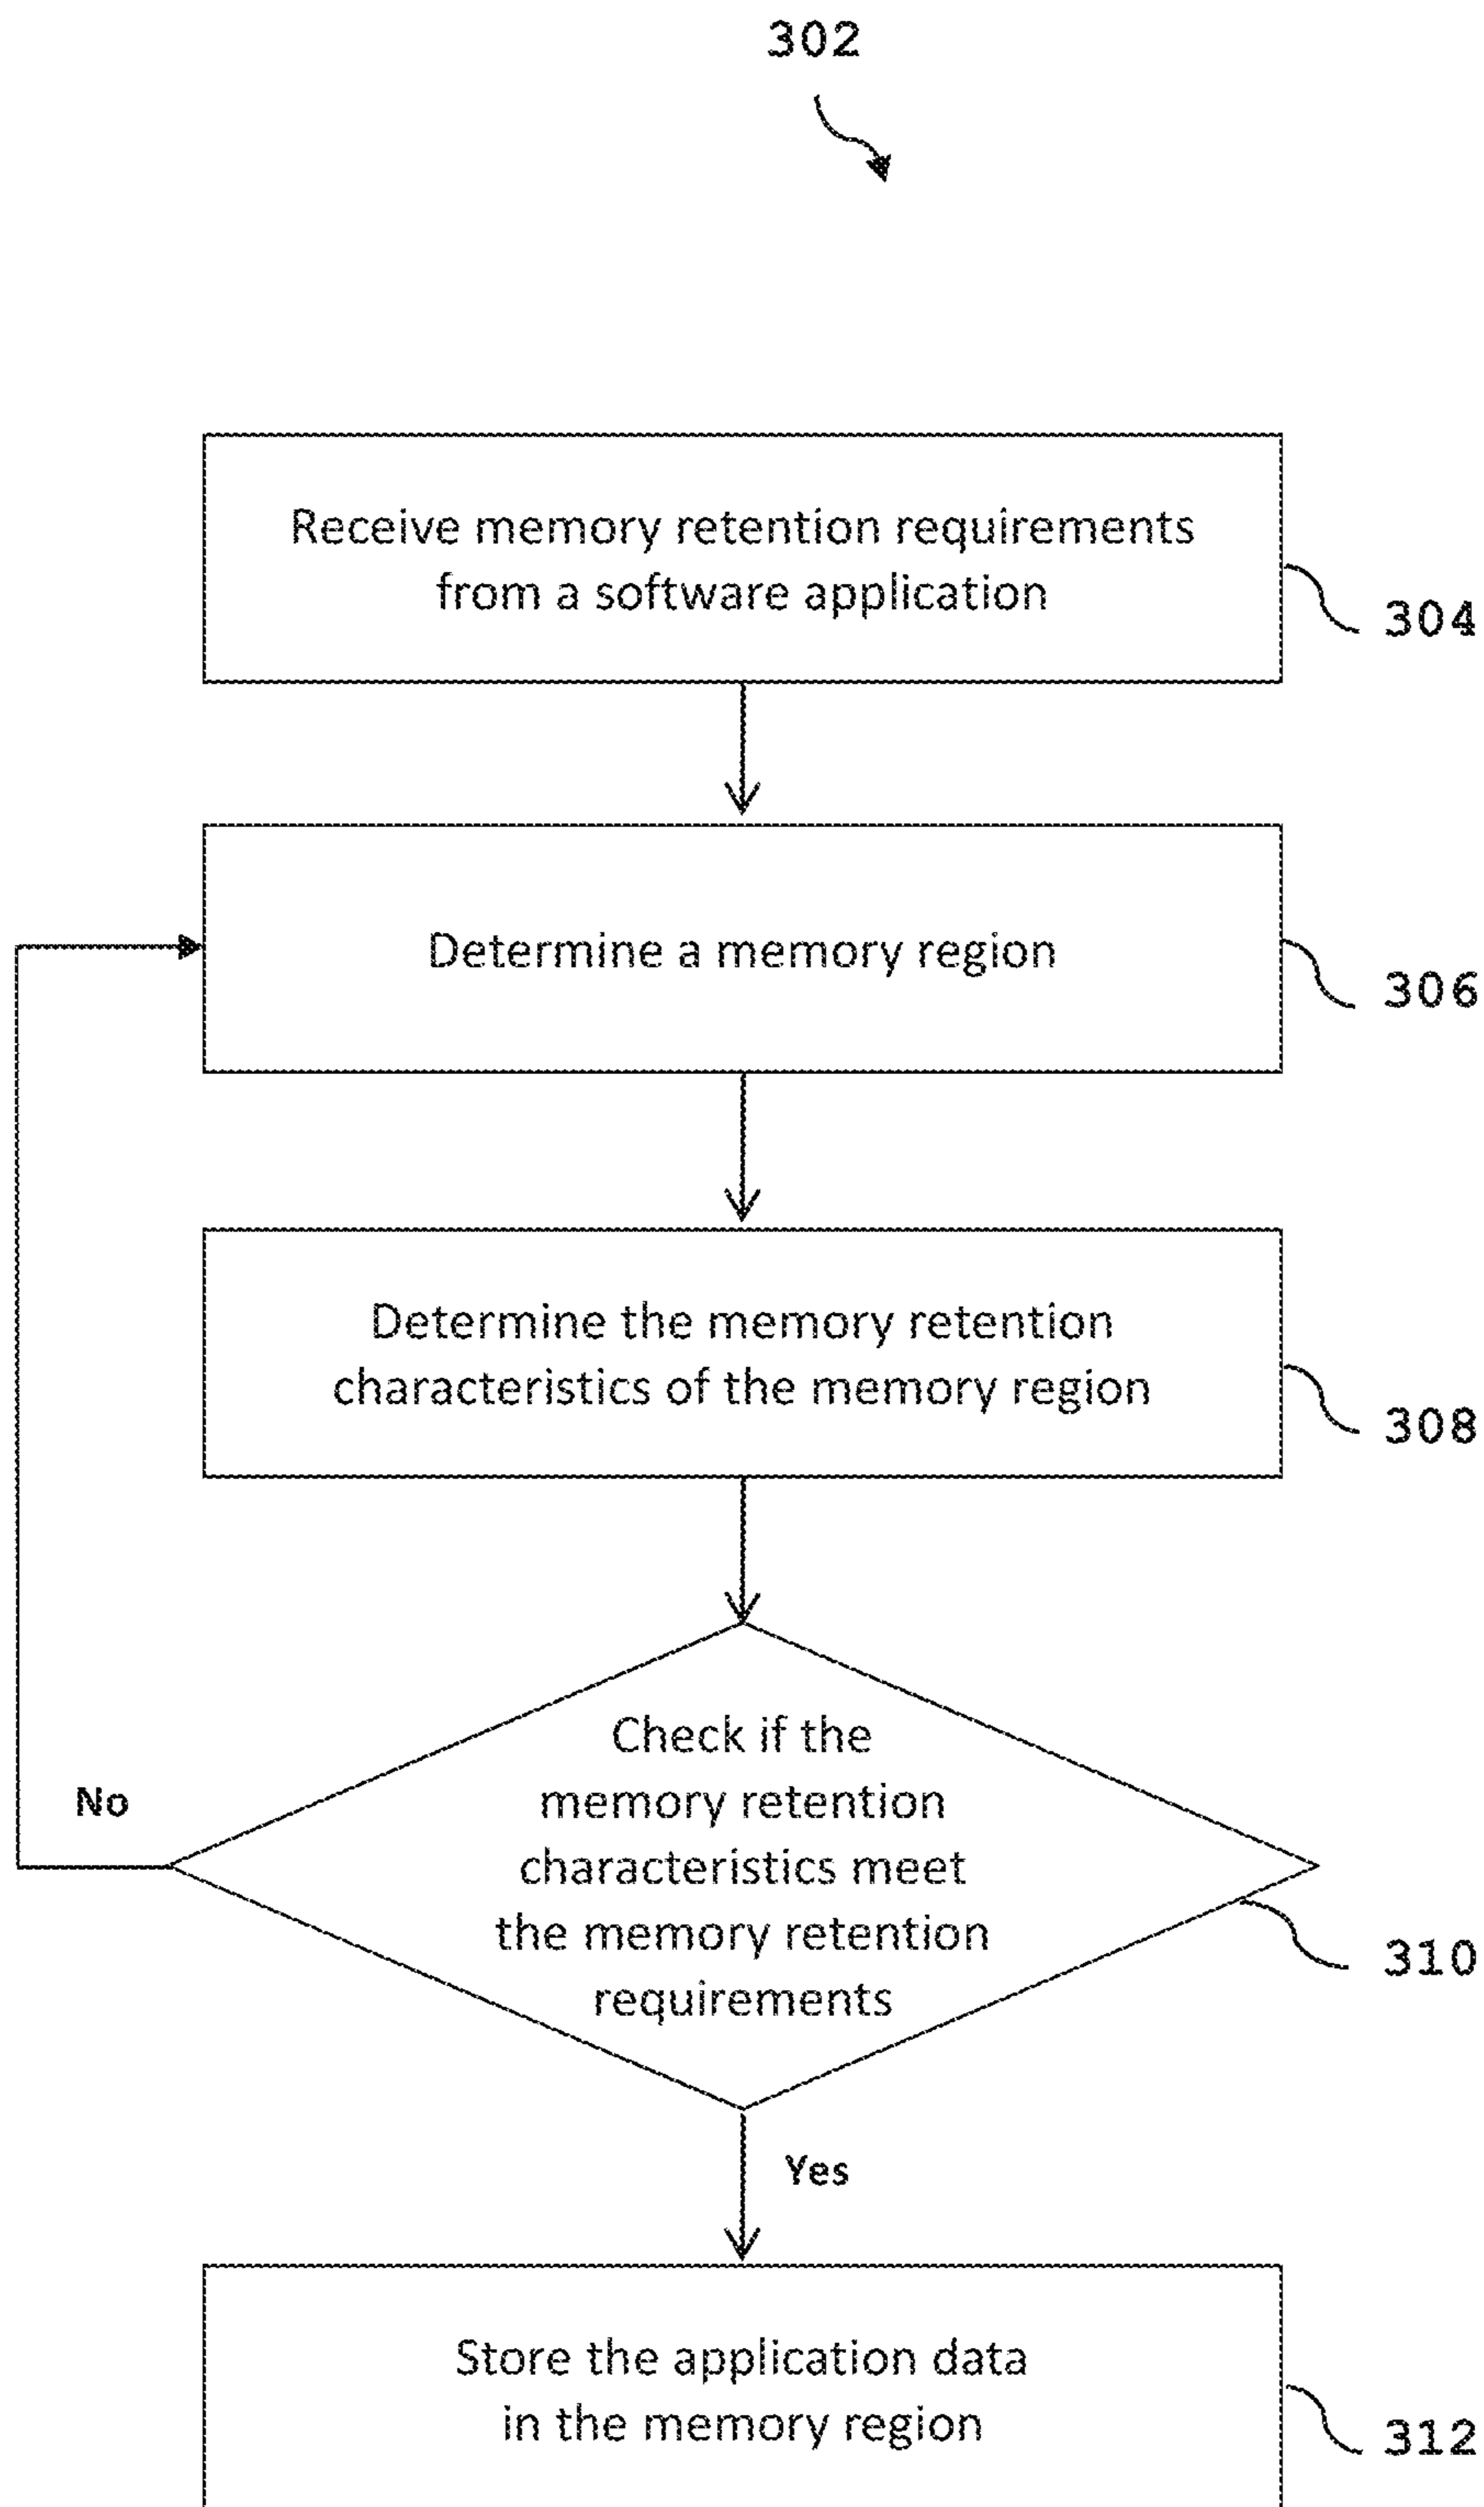 302
Receive memory retention requirements
from a software application
304
Determine a memory region
306
Determine the memory retention
characteristics of the memory region
308
Check if the
memory retention
characteristics meet
the memory retention
requirements
No
310
Yes
Store the application data
in the memory region
312